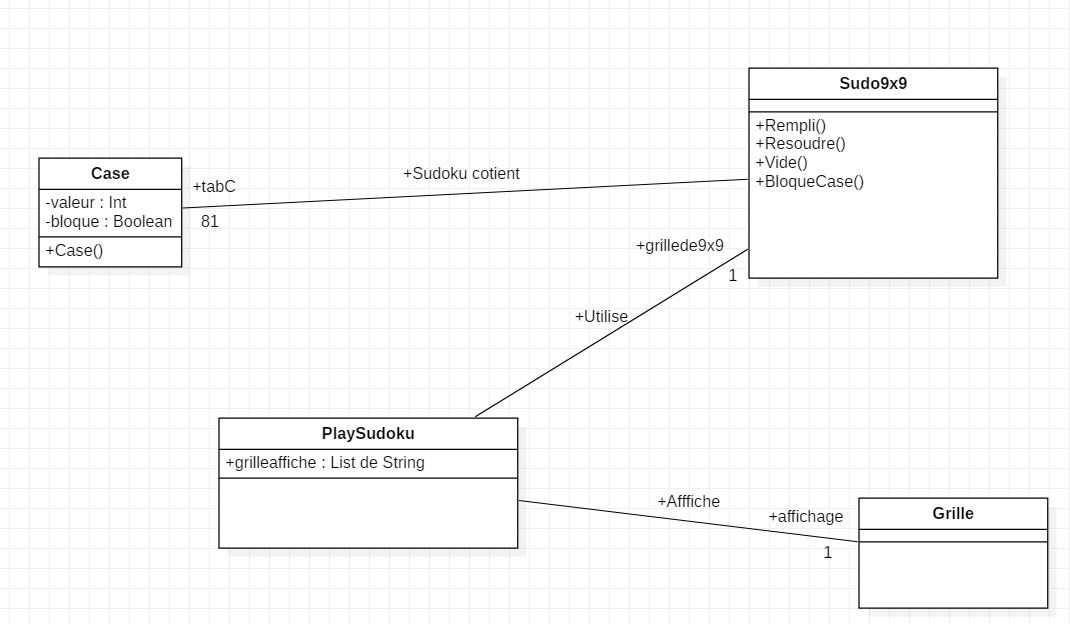 Sudo9x9
+Rempli()
+Resoudre()
+Vide()
+BloqueCase()
Case
-valeur : Int
-bloque : Boolean
+Case()
+tabC
81
+Sudoku cotient
+grillede9x9
1
+Utilise
PlaySudoku
+grilleaffiche : List de String
+Afffiche
+affichage
1
Grille